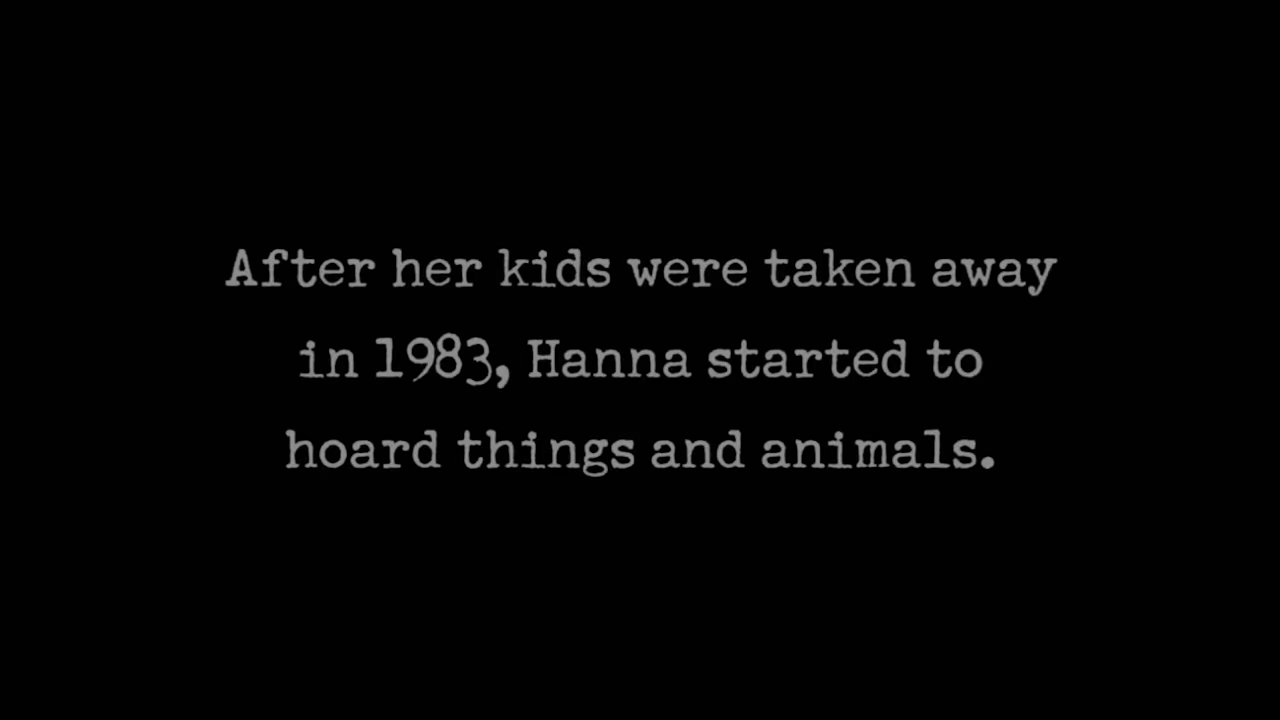 After her kids were taken away
in 1983, Hanna started to
hoard things and animals.